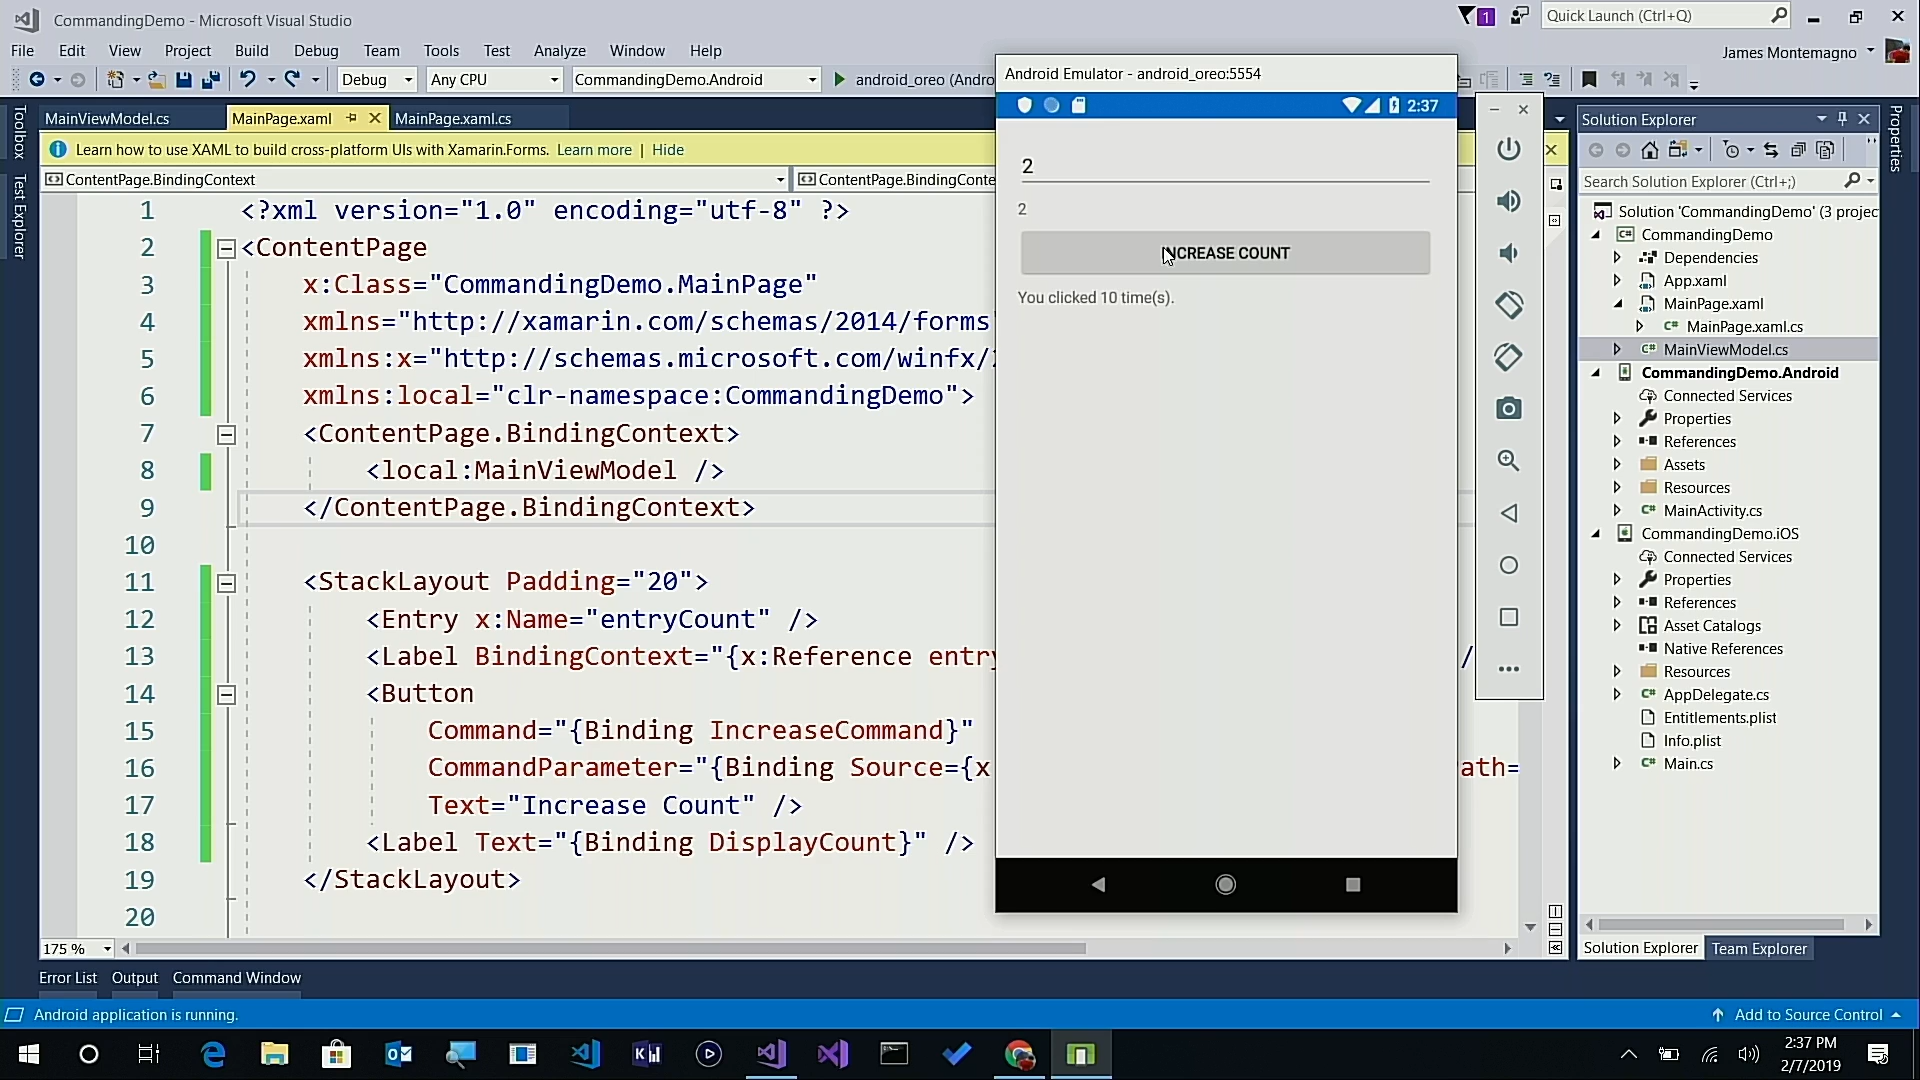 CommandingDemo - Microsoft Visual Studio
1
Quick Launch (Ctrl+Q)
File Edit View Project Build Debug Team Tools Test Analyze Window Help
James Montemagno
Debug
Any CPU
CommandingDemo.Android
android_oreo (Andro
Toolbox
Test Explorer
MainViewModel.cs
MainPage.xaml
MainPage.xaml.cs
Learn how to use XAML to build cross-platform UIs with Xamarin.Forms. Learn more | Hide
ContentPage.BindingContext
ContentPage.BindingConte
1 <?xml version="1.0" encoding="utf-8" ?>
2 <ContentPage
3 x:Class="CommandingDemo.MainPage"
4 xmlns="http://xamarin.com/schemas/2014/forms"
5 xmlns:x="http://schemas.microsoft.com/winfx/2
6 xmlns:local="clr-namespace:CommandingDemo">
7 <ContentPage.BindingContext>
8 <local:MainViewModel />
9 </ContentPage.BindingContext>
10
11 <StackLayout Padding="20">
12 <Entry x:Name="entryCount" />
13 <Label BindingContext="{x:Reference entry /
14 <Button
15 Command="{Binding IncreaseCommand}"
16 CommandParameter="{Binding Source={x ath=
17 Text="Increase Count" />
18 <Label Text="{Binding DisplayCount}" />
19 </StackLayout>
20
175 %
Android Emulator - android_oreo:5554
2:37
2
2
INCREASE COUNT
You clicked 10 time(s).
Solution Explorer
Search Solution Explorer (Ctrl+;)
Solution 'CommandingDemo' (3 projec
CommandingDemo
Dependencies
App.xaml
MainPage.xaml
MainPage.xaml.cs
MainViewModel.cs
CommandingDemo.Android
Connected Services
Properties
References
Assets
Resources
MainActivity.cs
CommandingDemo.iOS
Connected Services
Properties
References
Asset Catalogs
Native References
Resources
AppDelegate.cs
Entitlements.plist
Info.plist
Main.cs
Solution Explorer
Team Explorer
Properties
Error List
Output
Command Window
Android application is running.
Add to Source Control
2:37 PM
2/7/2019